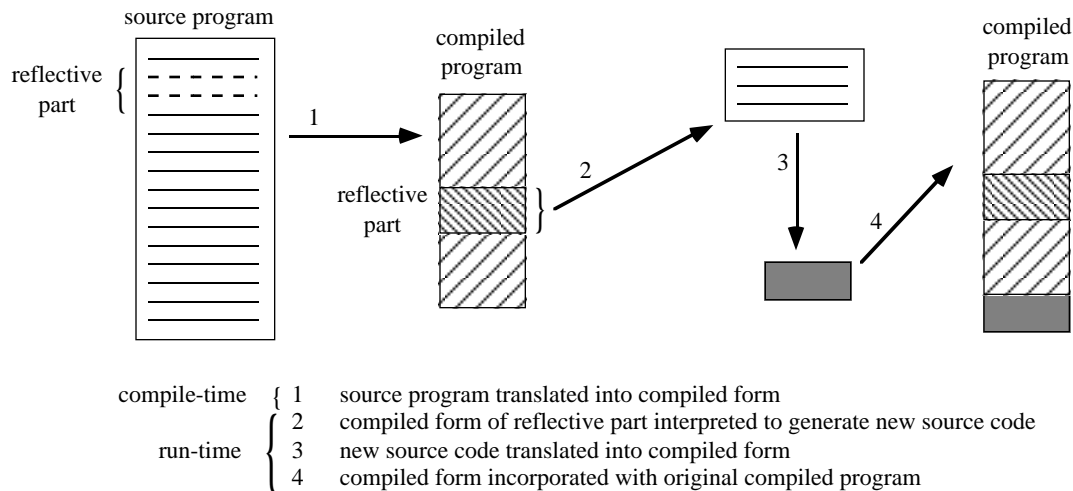 source program
reflective
part
1
compiled
program
reflective
part
2
3
4
compiled
program
compile-time { 1 source program translated into compiled form
2 compiled form of reflective part interpreted to generate new source code
run-time { 3 new source code translated into compiled form
4 compiled form incorporated with original compiled program